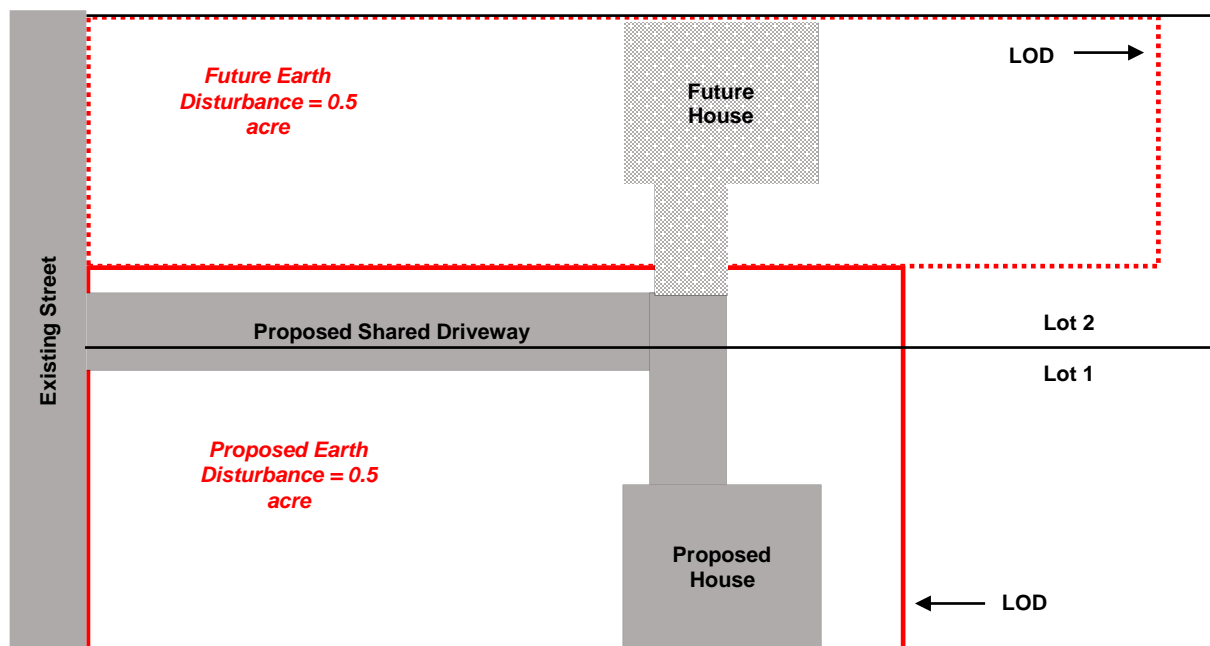 LOD
Future Earth
Disturbance = 0.5
acre
Future
House
Existing Street
Proposed Shared Driveway
Lot 2
Lot 1
Proposed Earth
Disturbance = 0.5
acre
Proposed
House
LOD